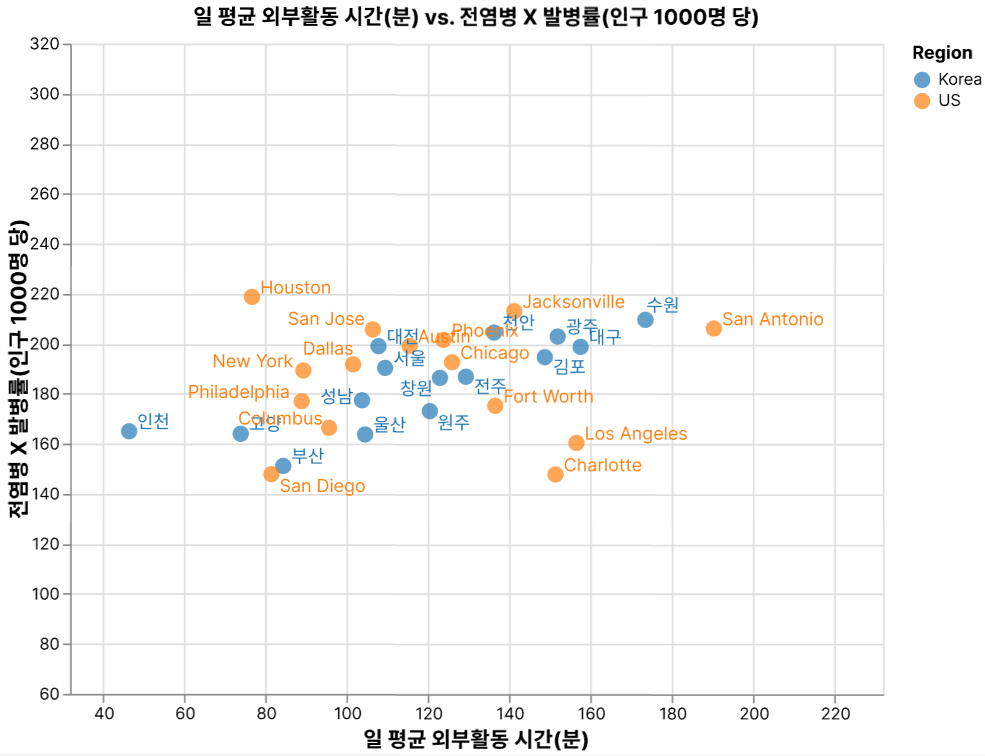 일 평균 외부활동 시간(분) vs. 전염병 X 발병률(인구 1000명 당)
Region
Korea
US
전염병 X 발병률(인구 1000명 당)
320
300
280
260
240
220
200
180
160
140
120
100
80
60
Houston
Jacksonville
수원
San Antonio
San Jose
천안
광주
Phoenix
대전
Austin
대구
Dallas
서울
Chicago
New York
김포
창원
전주
Philadelphia
성남
Fort Worth
Columbus
인천
울산
원주
Los Angeles
부산
Charlotte
San Diego
40 60 80 100 120 140 160 180 200 220
일 평균 외부활동 시간(분)